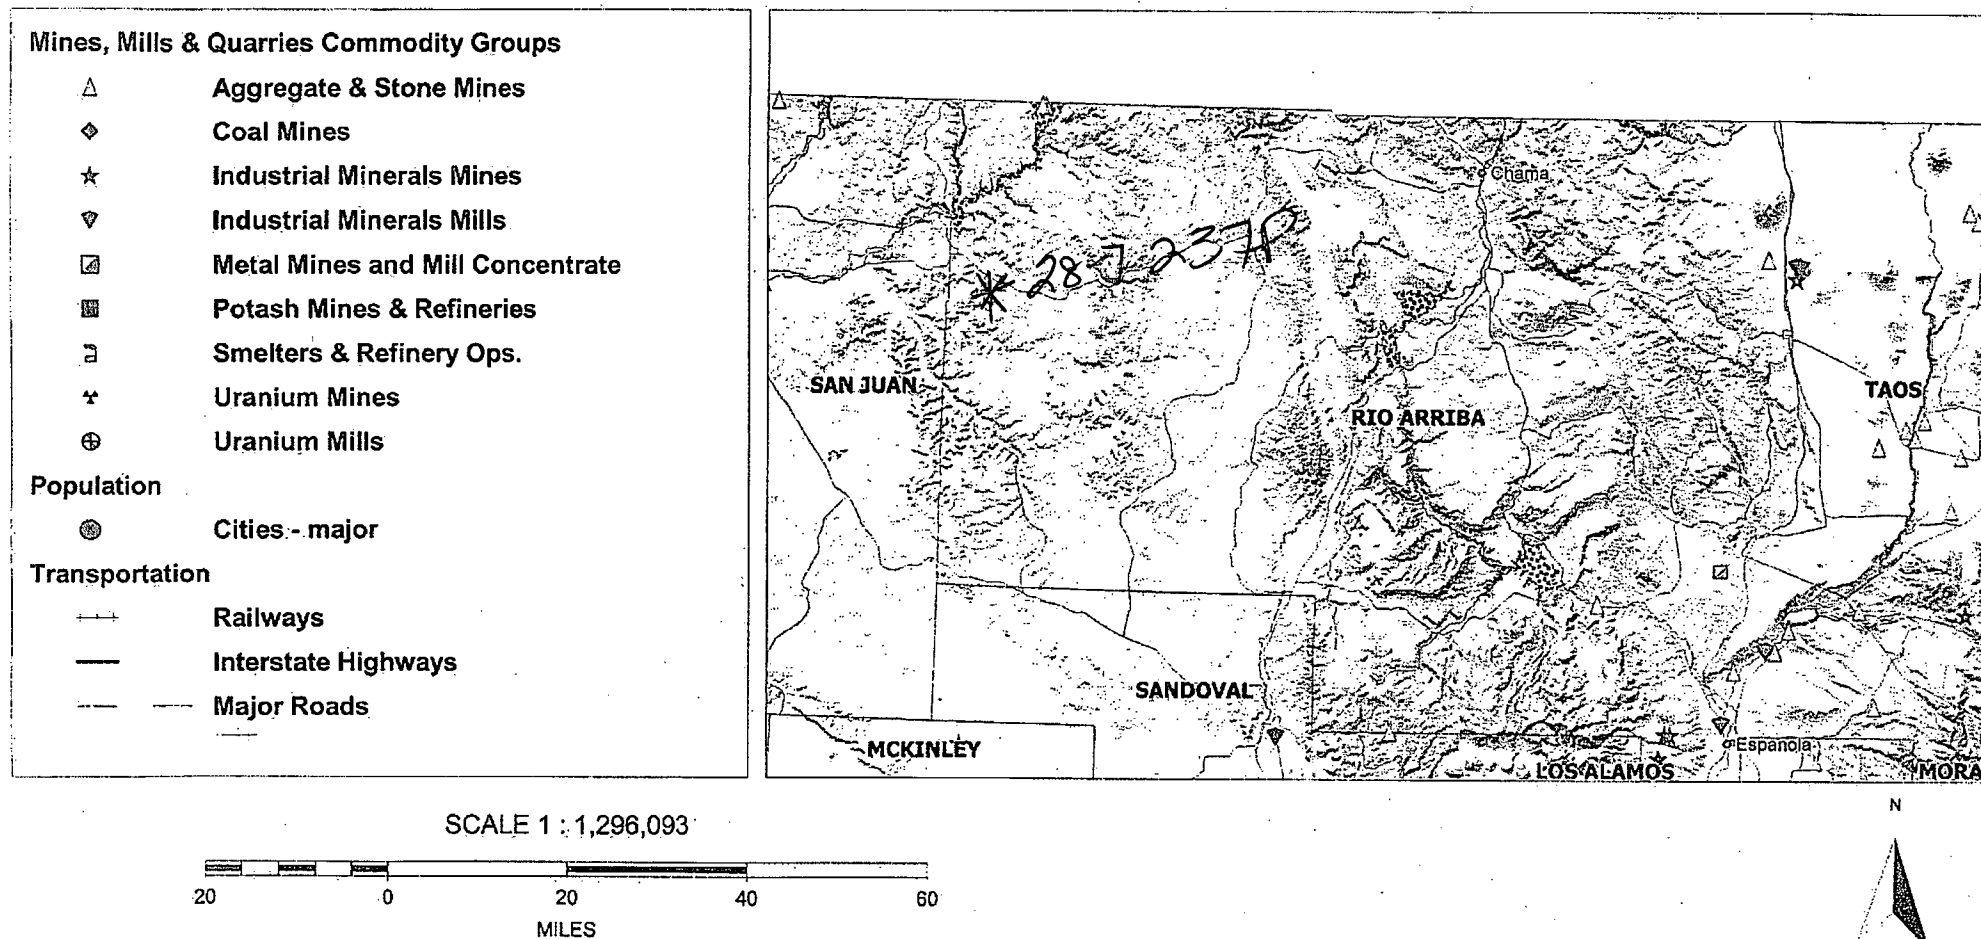 Mines, Mills & Quarries Commodity Groups
Aggregate & Stone Mines
Coal Mines
Industrial Minerals Mines
Industrial Minerals Mills
Metal Mines and Mill Concentrate
Potash Mines & Refineries
Smelters & Refinery Ops.
Uranium Mines
Uranium Mills
Population
Cities - major
Transportation
Railways
Interstate Highways
Major Roads
Chama
28-7 237P
SAN JUAN
RIO ARRIBA
TAOS
SANDOVAL
MCKINLEY
Espanola
LOS ALAMOS
MORA
SCALE 1 : 1,296,093
20 0 20 40 60
MILES
N